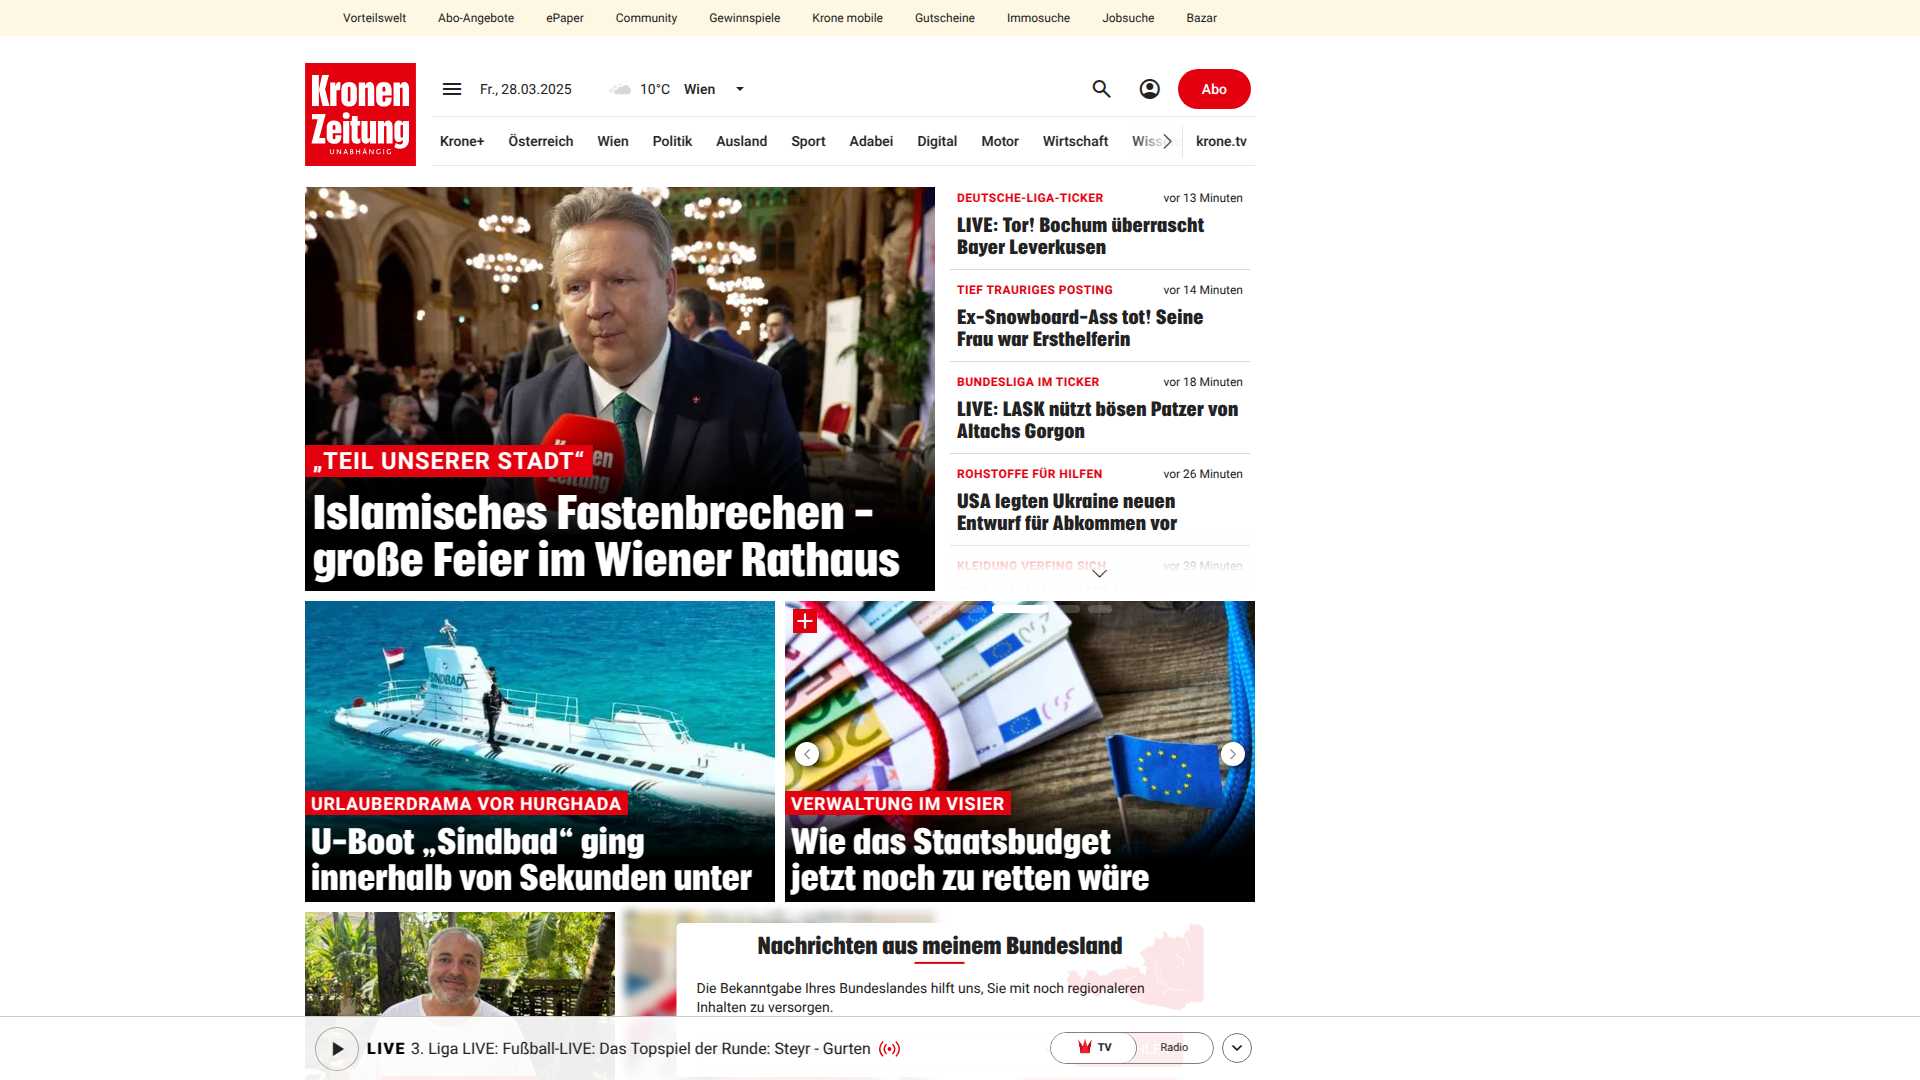 Vorteilswelt Abo-Angebote ePaper Community Gewinnspiele Krone mobile Gutscheine Immosuche Jobsuche Bazar
Kronen
Zeitung
UNABHÄNGIG
Fr., 28.03.2025 10°C Wien
Abo
Krone+ Österreich Wien Politik Ausland Sport Adabei Digital Motor Wirtschaft krone.tv
„TEIL UNSERER STADT“
Islamisches Fastenbrechen –
große Feier im Wiener Rathaus
DEUTSCHE-LIGA-TICKER vor 13 Minuten
LIVE: Tor! Bochum überrascht
Bayer Leverkusen
TIEF TRAURIGES POSTING vor 14 Minuten
Ex-Snowboard-Ass tot! Seine
Frau war Ersthelferin
BUNDESLIGA IM TICKER vor 18 Minuten
LIVE: LASK nützt bösen Patzer von
Altachs Gorgon
ROHSTOFFE FÜR HILFEN vor 26 Minuten
USA legten Ukraine neuen
Entwurf für Abkommen vor
KLEIDUNG VERFING SICH vor 39 Minuten
SINDBAD
URLAUBERDRAMA VOR HURGHADA
U-Boot „Sindbad“ ging
innerhalb von Sekunden unter
VERWALTUNG IM VISIER
Wie das Staatsbudget
jetzt noch zu retten wäre
Nachrichten aus meinem Bundesland
Die Bekanntgabe Ihres Bundeslandes hilft uns, Sie mit noch regionaleren
Inhalten zu versorgen.
LIVE 3. Liga LIVE: Fußball-LIVE: Das Topspiel der Runde: Steyr - Gurten
TV Radio